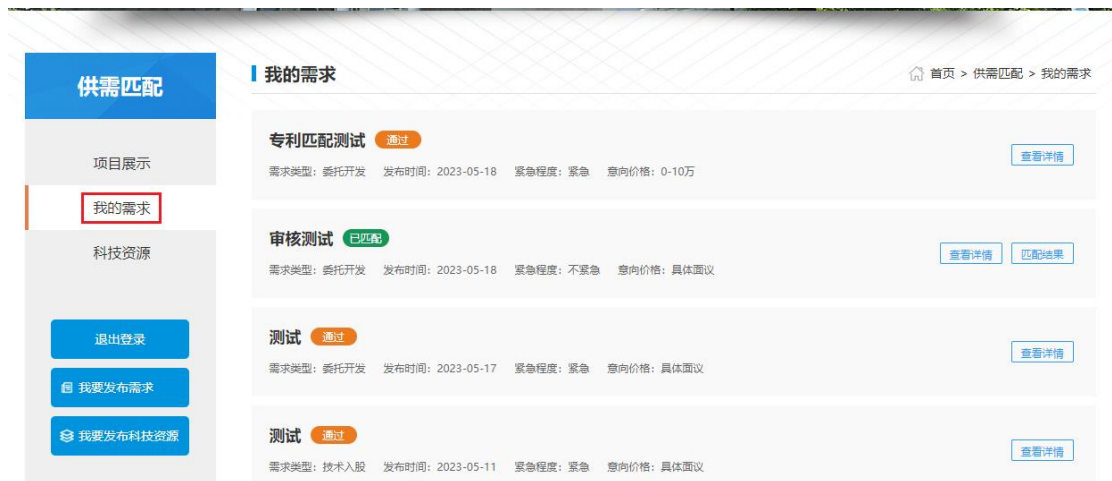 供需匹配
项目展示
我的需求
科技资源
退出登录
我要发布需求
我要发布科技资源
我的需求
首页 > 供需匹配 > 我的需求
专利匹配测试 通过
需求类型：委托开发 发布时间：2023-05-18 紧急程度：紧急 意向价格：0-10万
查看详情
审核测试 已匹配
需求类型：委托开发 发布时间：2023-05-18 紧急程度：不紧急 意向价格：具体面议
查看详情 匹配结果
测试 通过
需求类型：委托开发 发布时间：2023-05-17 紧急程度：紧急 意向价格：具体面议
查看详情
测试 通过
需求类型：技术入股 发布时间：2023-05-11 紧急程度：紧急 意向价格：具体面议
查看详情